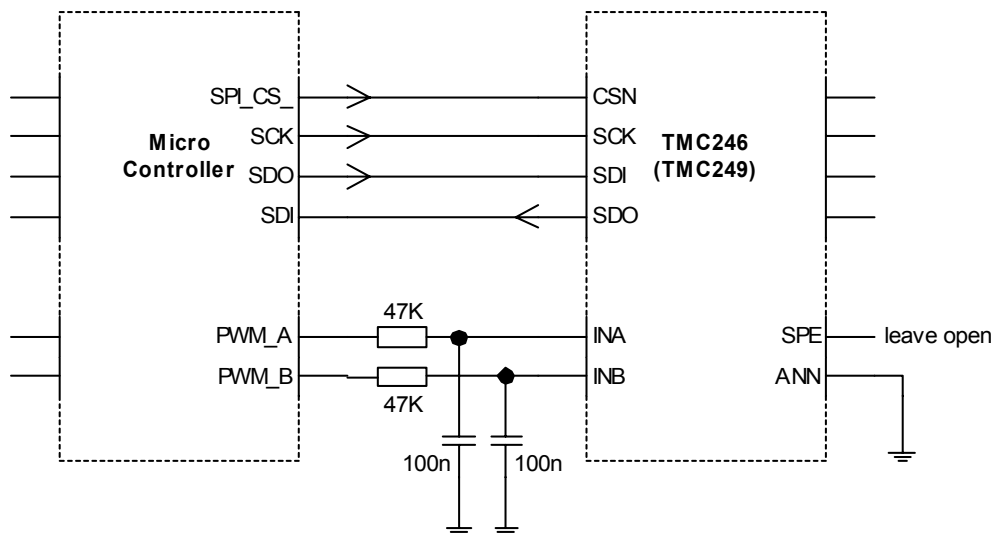 SPI_CS_
CSN
Micro
Controller
SCK
SCK
TMC246
(TMC249)
SDO
SDI
SDI
SDO
47K
PWM_A
INA
SPE
leave open
PWM_B
INB
ANN
47K
100n
100n